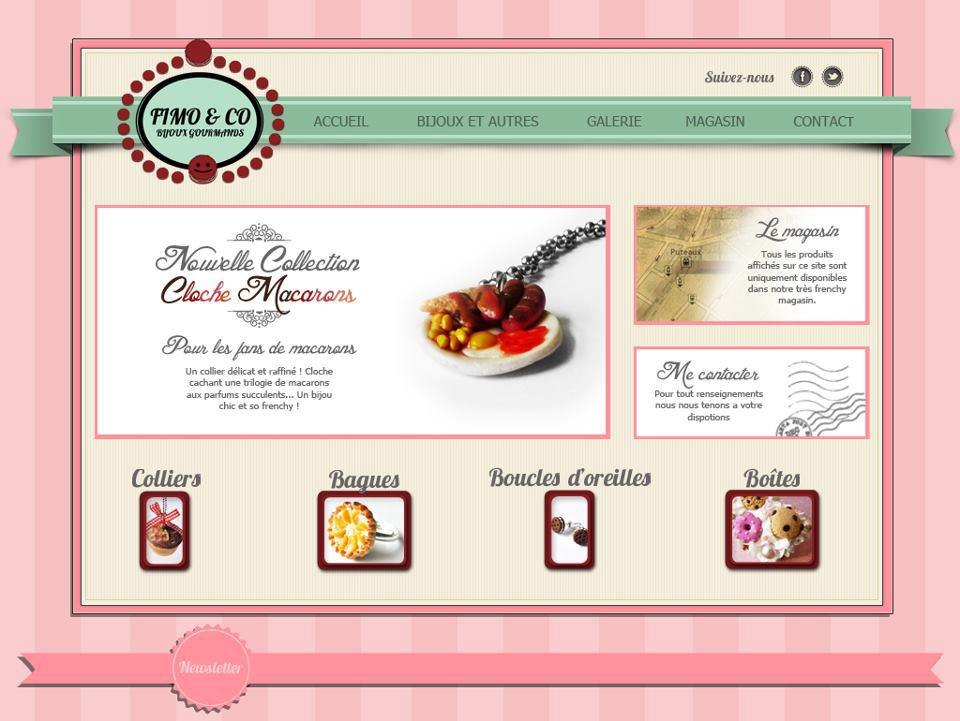 Suivez-nous
FIMO & CO
BIJOUX GOURMANDS
ACCUEIL
BIJOUX ET AUTRES
GALERIE
MAGASIN
CONTACT
Nouvelle Collection
Cloche Macarons
Pour les fans de macarons
Un collier délicat et raffiné ! Cloche
cachant une trilogie de macarons
aux parfums succulents... Un bijou
chic et so frenchy !
Puteaux
Le magasin
Tous les produits
affichés sur ce site sont
uniquement disponibles
dans notre très frenchy
magasin.
Me contacter
Pour tout renseignements
nous nous tenons a votre
dispotions
Colliers
Bagues
Boucles d'oreilles
Boîtes
Newsletter